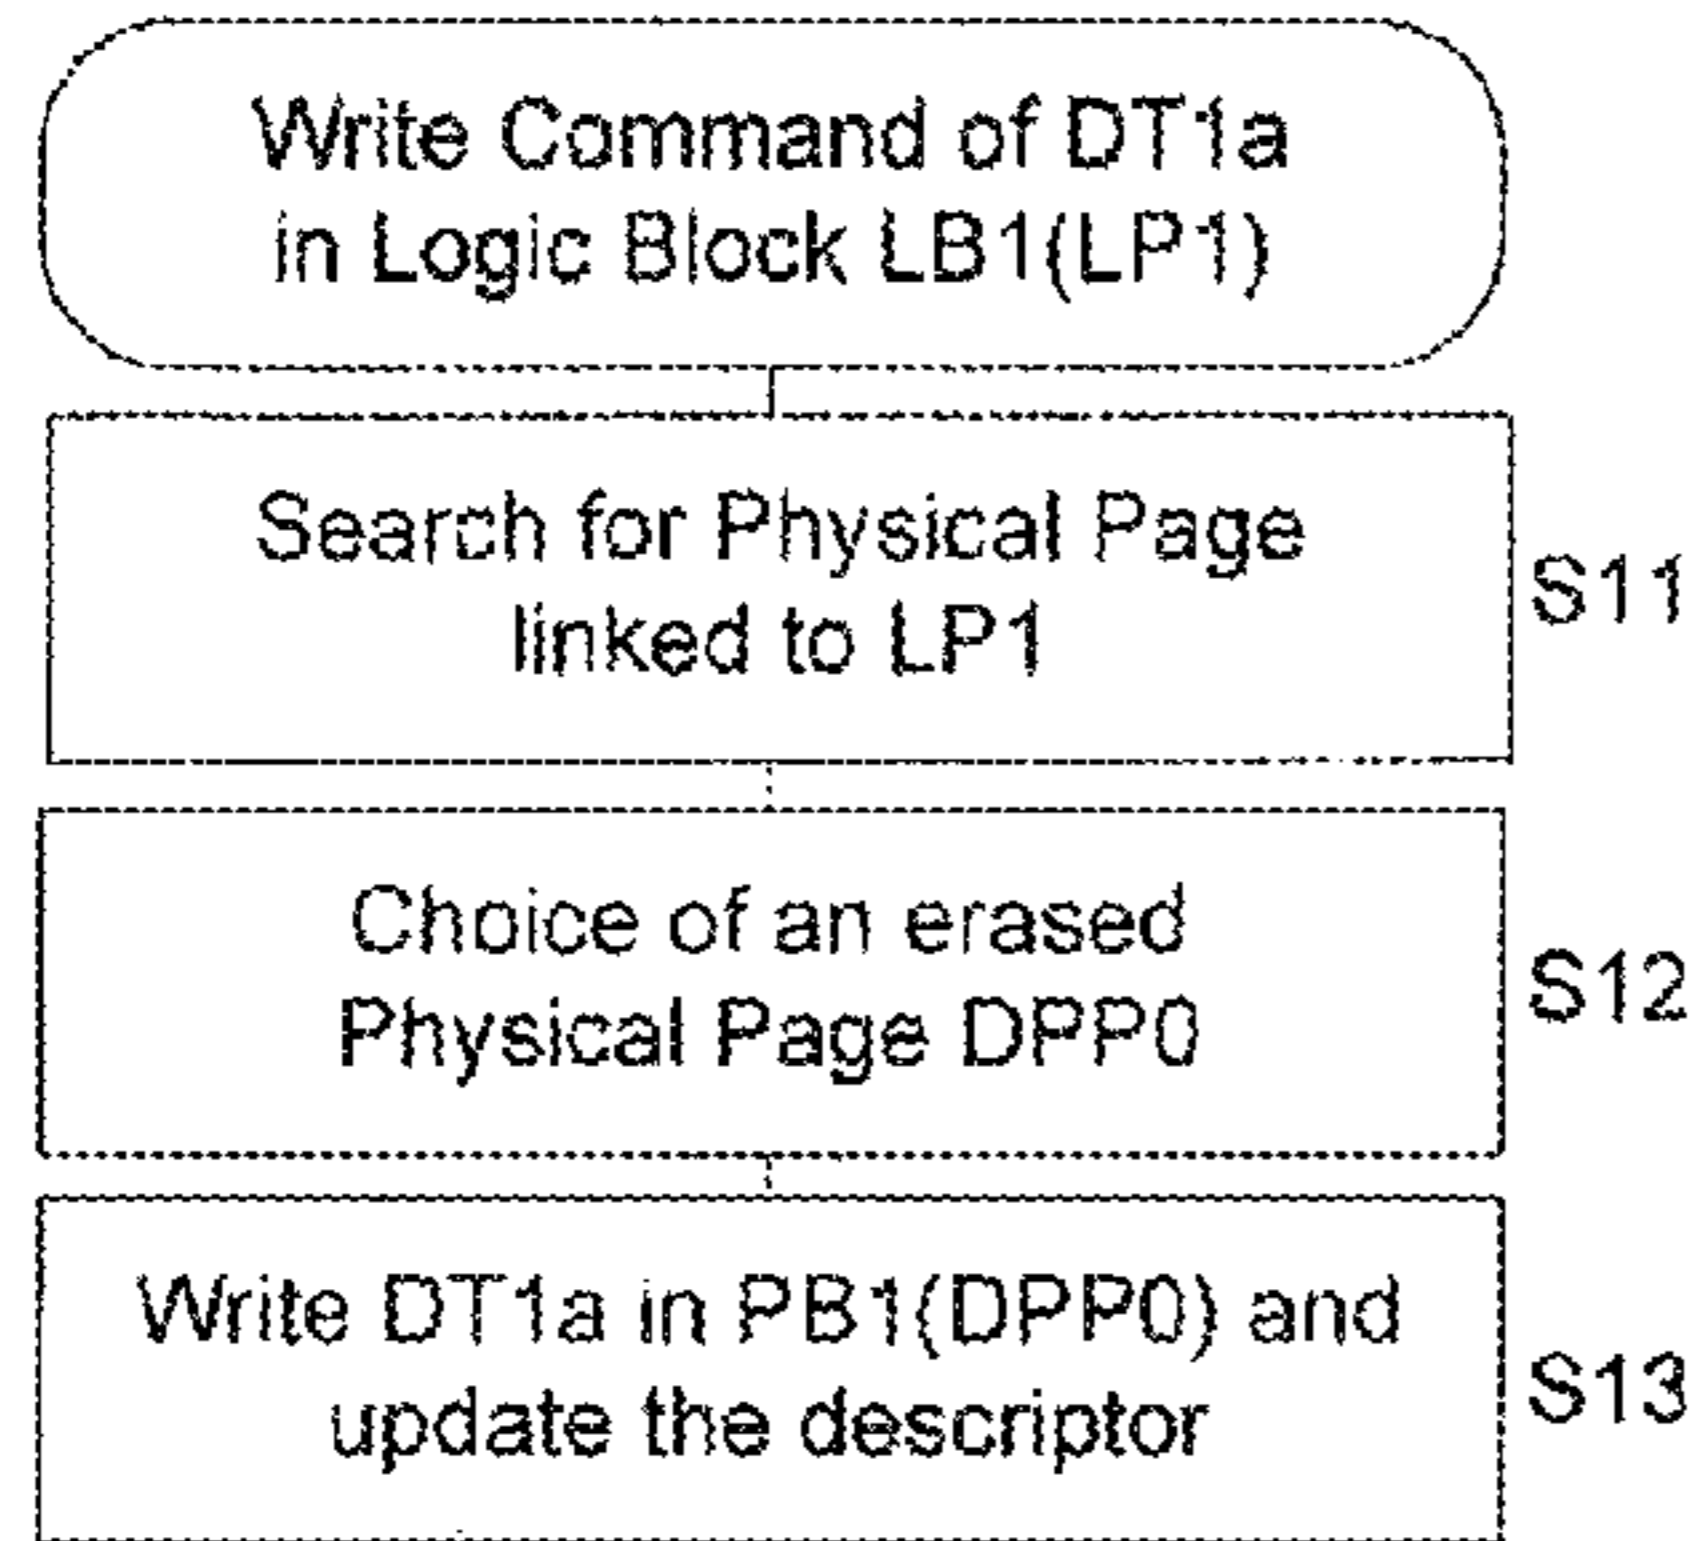 Write Command of DT1a
in Logic Block LB1(LP1)
Search for Physical Page
linked to LP1
S11
Choice of an erased
Physical Page DPP0
S12
Write DT1a in PB1(DPP0) and
update the descriptor
S13